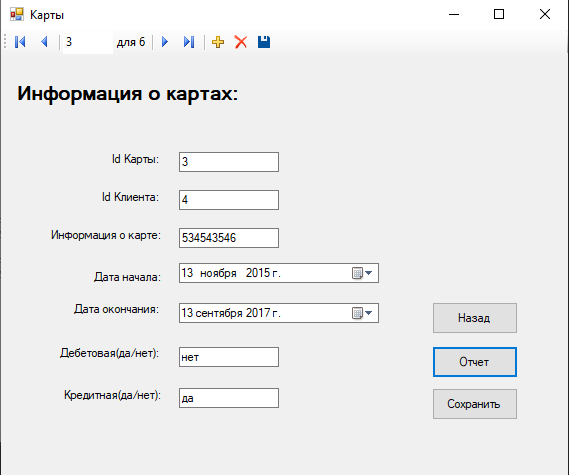 Карты
3 для 6
Информация о картах:
Id Карты: 3
Id Клиента: 4
Информация о карте: 534543546
Дата начала: 13 ноября 2015 г.
Дата окончания: 13 сентября 2017 г.
Назад
Дебетовая(да/нет): нет
Отчет
Кредитная(да/нет): да
Сохранить